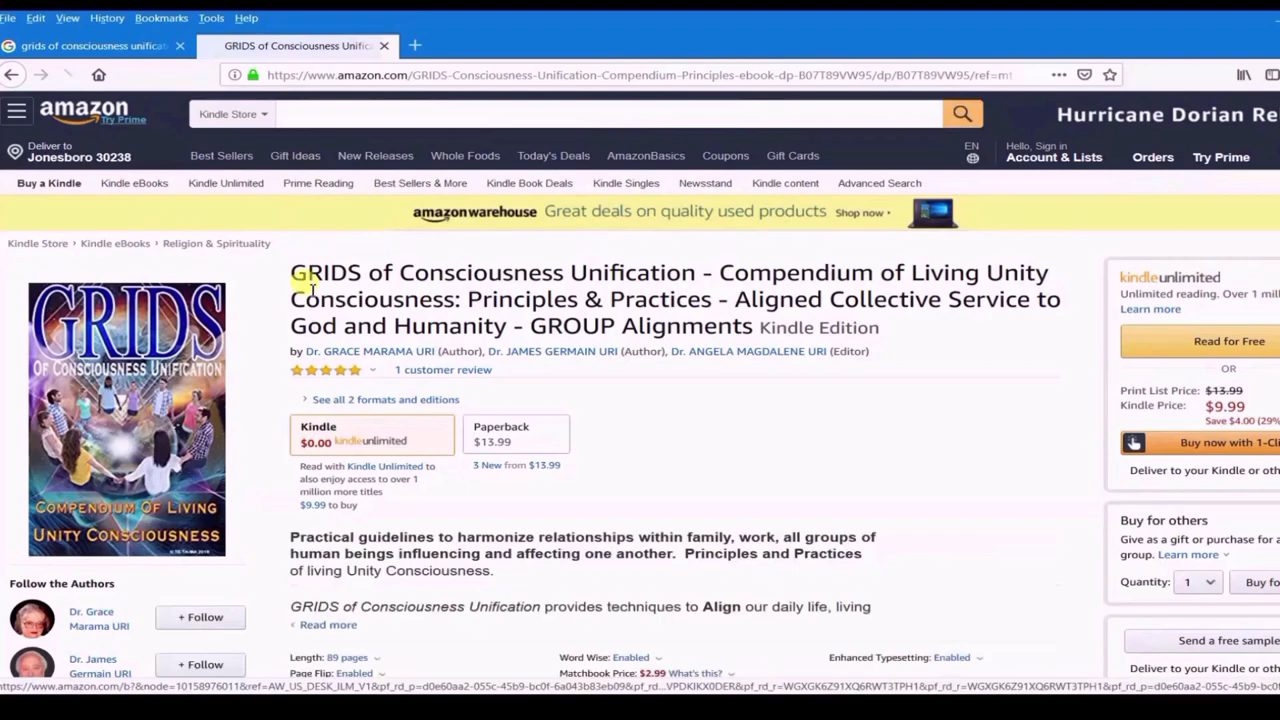 File Edit View History Bookmarks Tools Help
grids of consciousness unificat
GRIDS of Consciousness Unific
https://www.amazon.com/GRIDS-Consciousness-Unification-Compendium-Principles-ebook-dp-B07T89VW95/dp/B07T89VW95/ref=mt
amazon
Try Prime
Kindle Store
Hurricane Dorian Re
Deliver to
Jonesboro 30238
Best Sellers Gift Ideas New Releases Whole Foods Today's Deals AmazonBasics Coupons Gift Cards
EN
Hello, Sign in
Account & Lists Orders Try Prime
Buy a Kindle Kindle eBooks Kindle Unlimited Prime Reading Best Sellers & More Kindle Book Deals Kindle Singles Newsstand Kindle content Advanced Search
amazonwarehouse Great deals on quality used products Shop now
Kindle Store › Kindle eBooks › Religion & Spirituality
GRIDS
OF CONSCIOUSNESS UNIFICATION
COMPENDIUM OF LIVING
UNITY CONSCIOUSNESS
Follow the Authors
Dr. Grace
Marama URI
+ Follow
Dr. James
Germain URI
+ Follow
GRIDS of Consciousness Unification - Compendium of Living Unity
Consciousness: Principles & Practices - Aligned Collective Service to
God and Humanity - GROUP Alignments Kindle Edition
by Dr. GRACE MARAMA URI (Author), Dr. JAMES GERMAIN URI (Author), Dr. ANGELA MAGDALENE URI (Editor)
1 customer review
See all 2 formats and editions
Kindle
$0.00 kindleunlimited
Paperback
$13.99
Read with Kindle Unlimited to
also enjoy access to over 1
million more titles
$9.99 to buy
3 New from $13.99
Practical guidelines to harmonize relationships within family, work, all groups of
human beings influencing and affecting one another. Principles and Practices
of living Unity Consciousness.
GRIDS of Consciousness Unification provides techniques to Align our daily life, living
Read more
Length: 89 pages Word Wise: Enabled Enhanced Typesetting: Enabled
Page Flip: Enabled Matchbook Price: $2.99 What's this?
kindleunlimited
Unlimited reading. Over 1 mill
Learn more
Read for Free
OR
Print List Price: $13.99
Kindle Price: $9.99
Save $4.00 (29%
Buy now with 1-Cli
Deliver to your Kindle or oth
Buy for others
Give as a gift or purchase for a
group. Learn more
Quantity: 1 Buy fo
Send a free sample
Deliver to your Kindle or othe